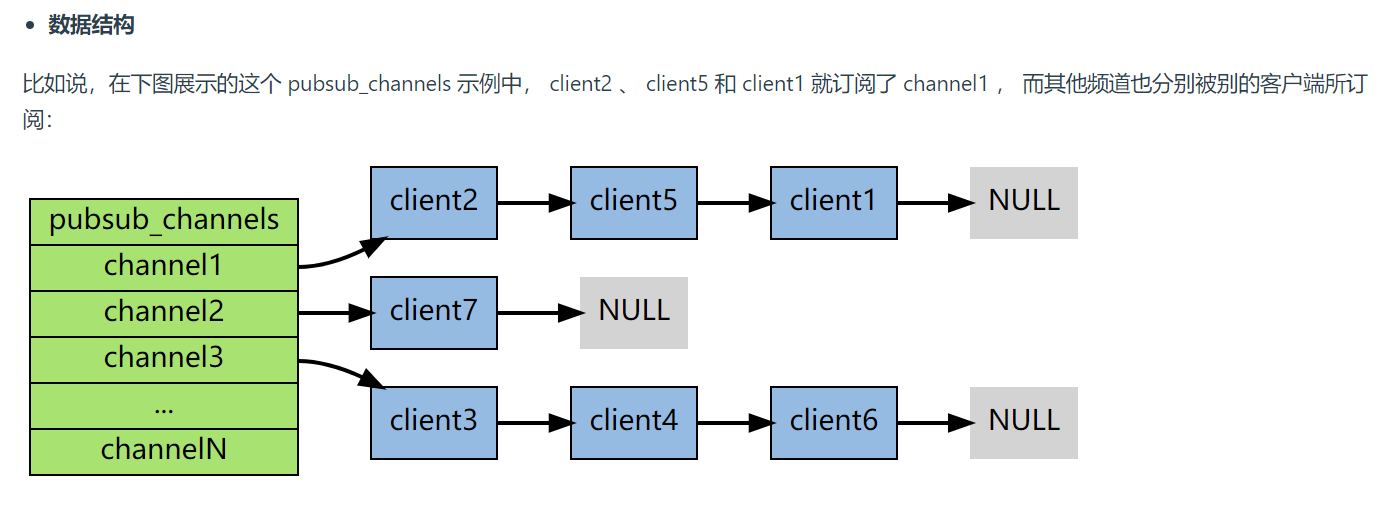 数据结构
比如说，在下图展示的这个 pubsub_channels 示例中， client2 、 client5 和 client1 就订阅了 channel1 ， 而其他频道也分别被别的客户端所订
阅：
pubsub_channels
channel1
channel2
channel3
...
channelN
client2
client5
client1
NULL
client7
NULL
client3
client4
client6
NULL